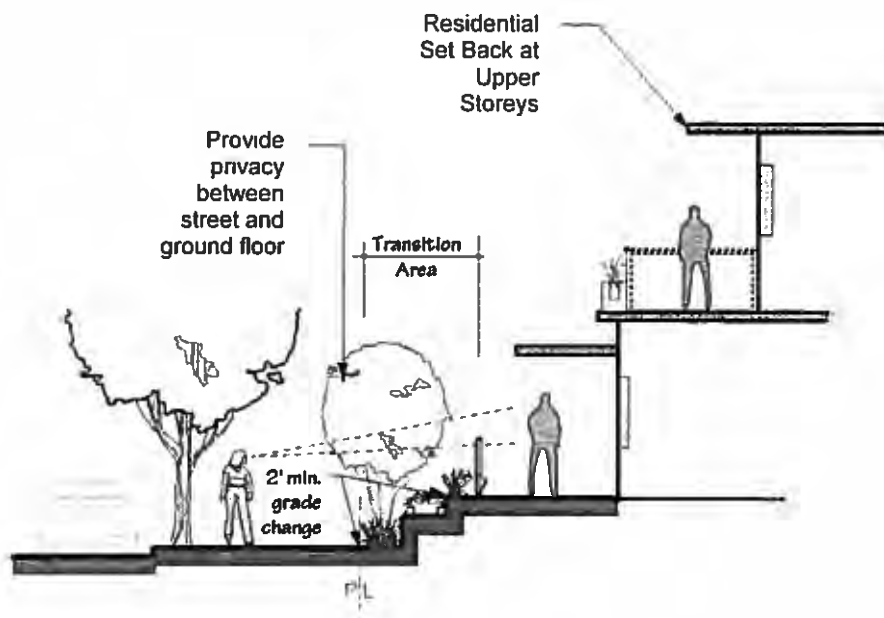 Residential
Set Back at
Upper
Storeys
Provide
privacy
between
street and
ground floor
Transition
Area
2' min.
grade
change
P L